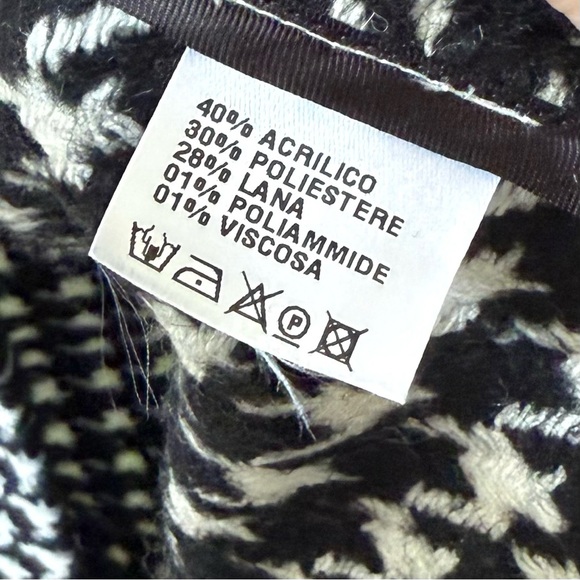 40% ACRILICO
30% POLIESTERE
28% LANA
01% POLIAMMIDE
01% VISCOSA
P